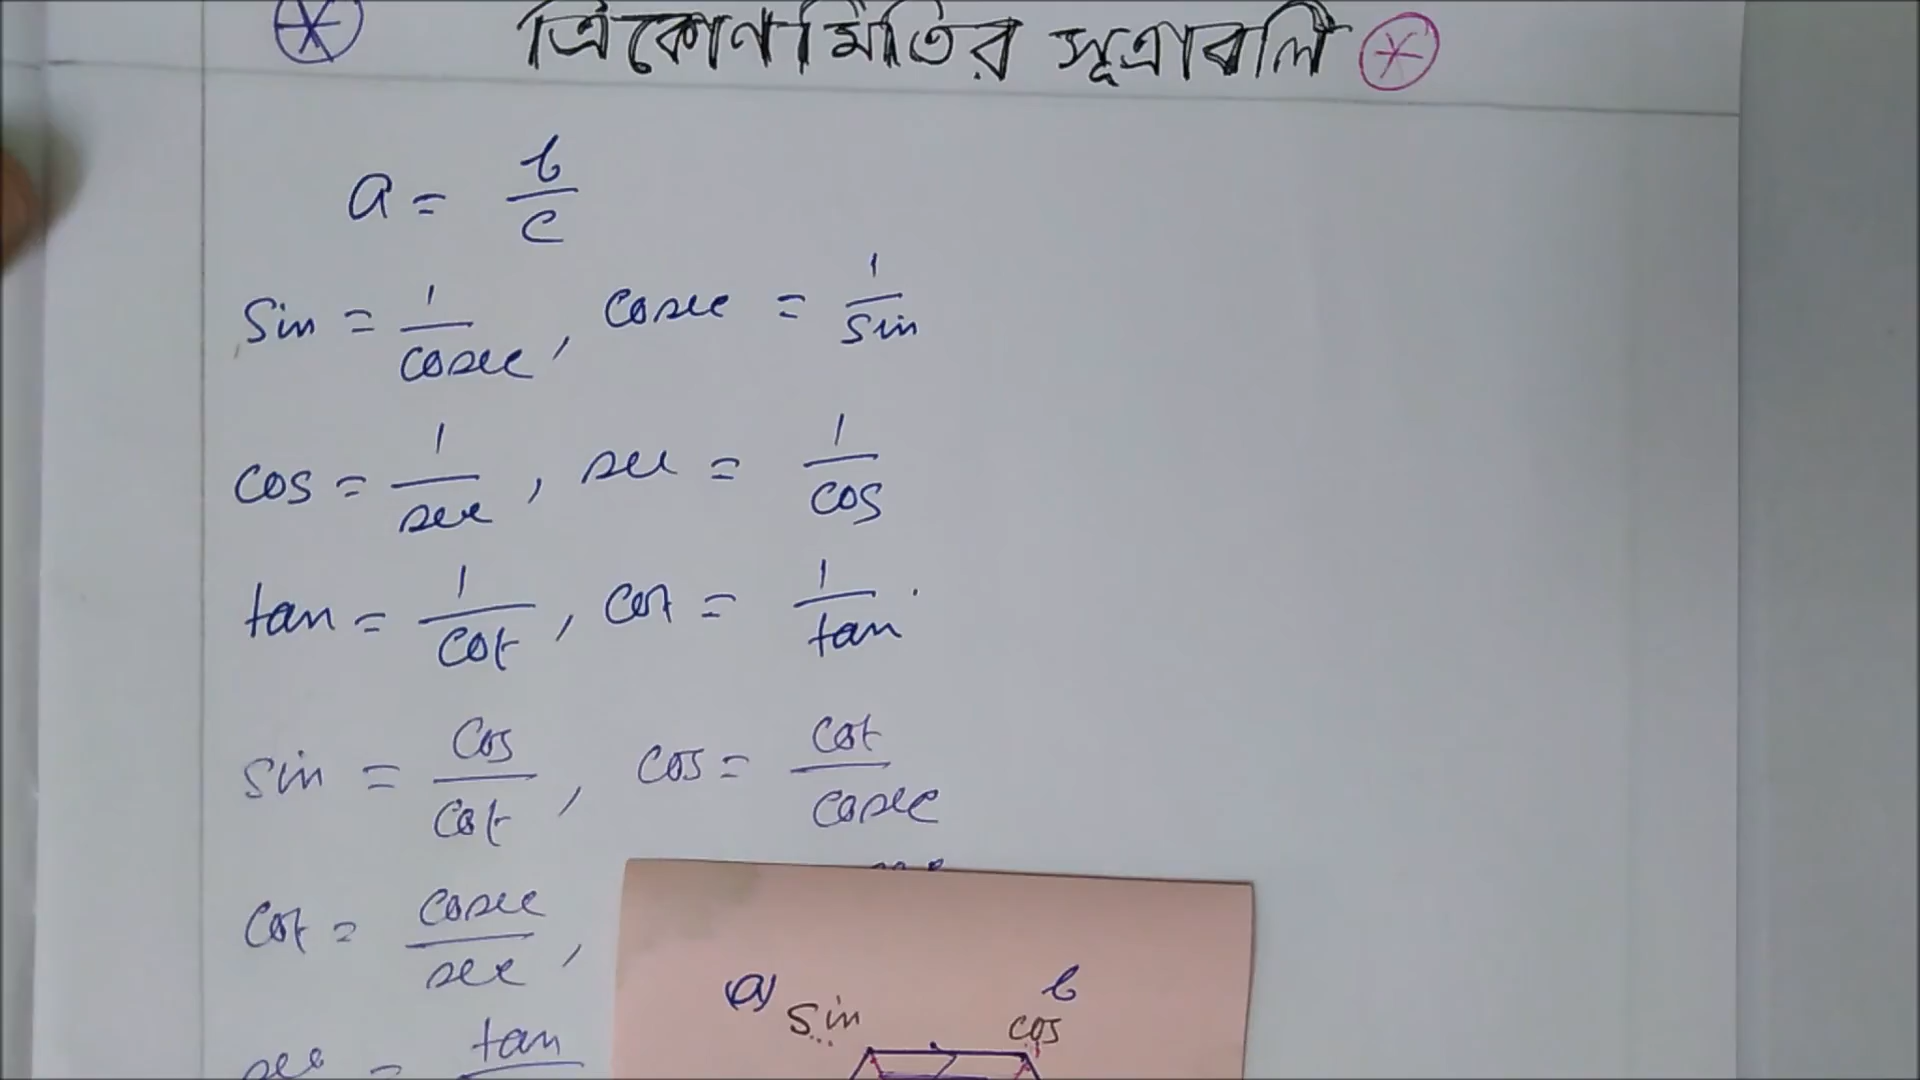 ত্রিকোণমিতির সূত্রাবলি
a = b/c
Sin = 1/cosec, cosec = 1/sin
cos = 1/sec, sec = 1/cos
tan = 1/cot, cot = 1/tan.
sin = cos/cot, cos = cot/cosec
cot = cosec/sec,
sec = tan
(a) b
sin cos